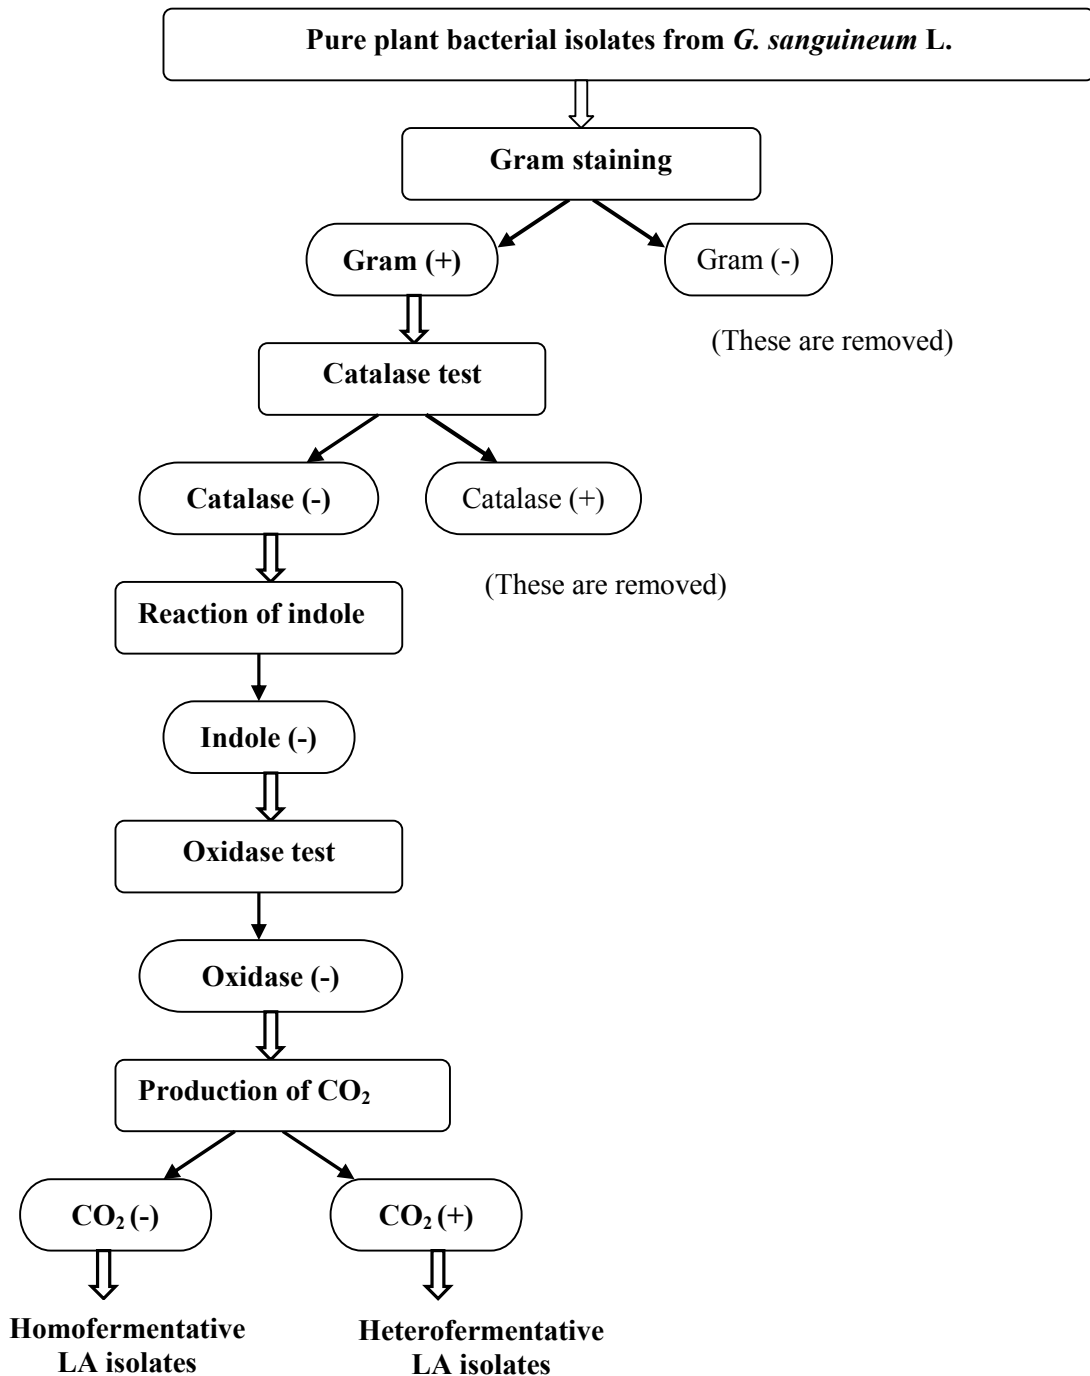 Pure plant bacterial isolates from G. sanguineum L.
Gram staining
Gram (+)
Gram (-)
(These are removed)
Catalase test
Catalase (-)
Catalase (+)
(These are removed)
Reaction of indole
Indole (-)
Oxidase test
Oxidase (-)
Production of CO₂
CO₂ (-)
CO₂ (+)
Homofermentative
LA isolates
Heterofermentative
LA isolates